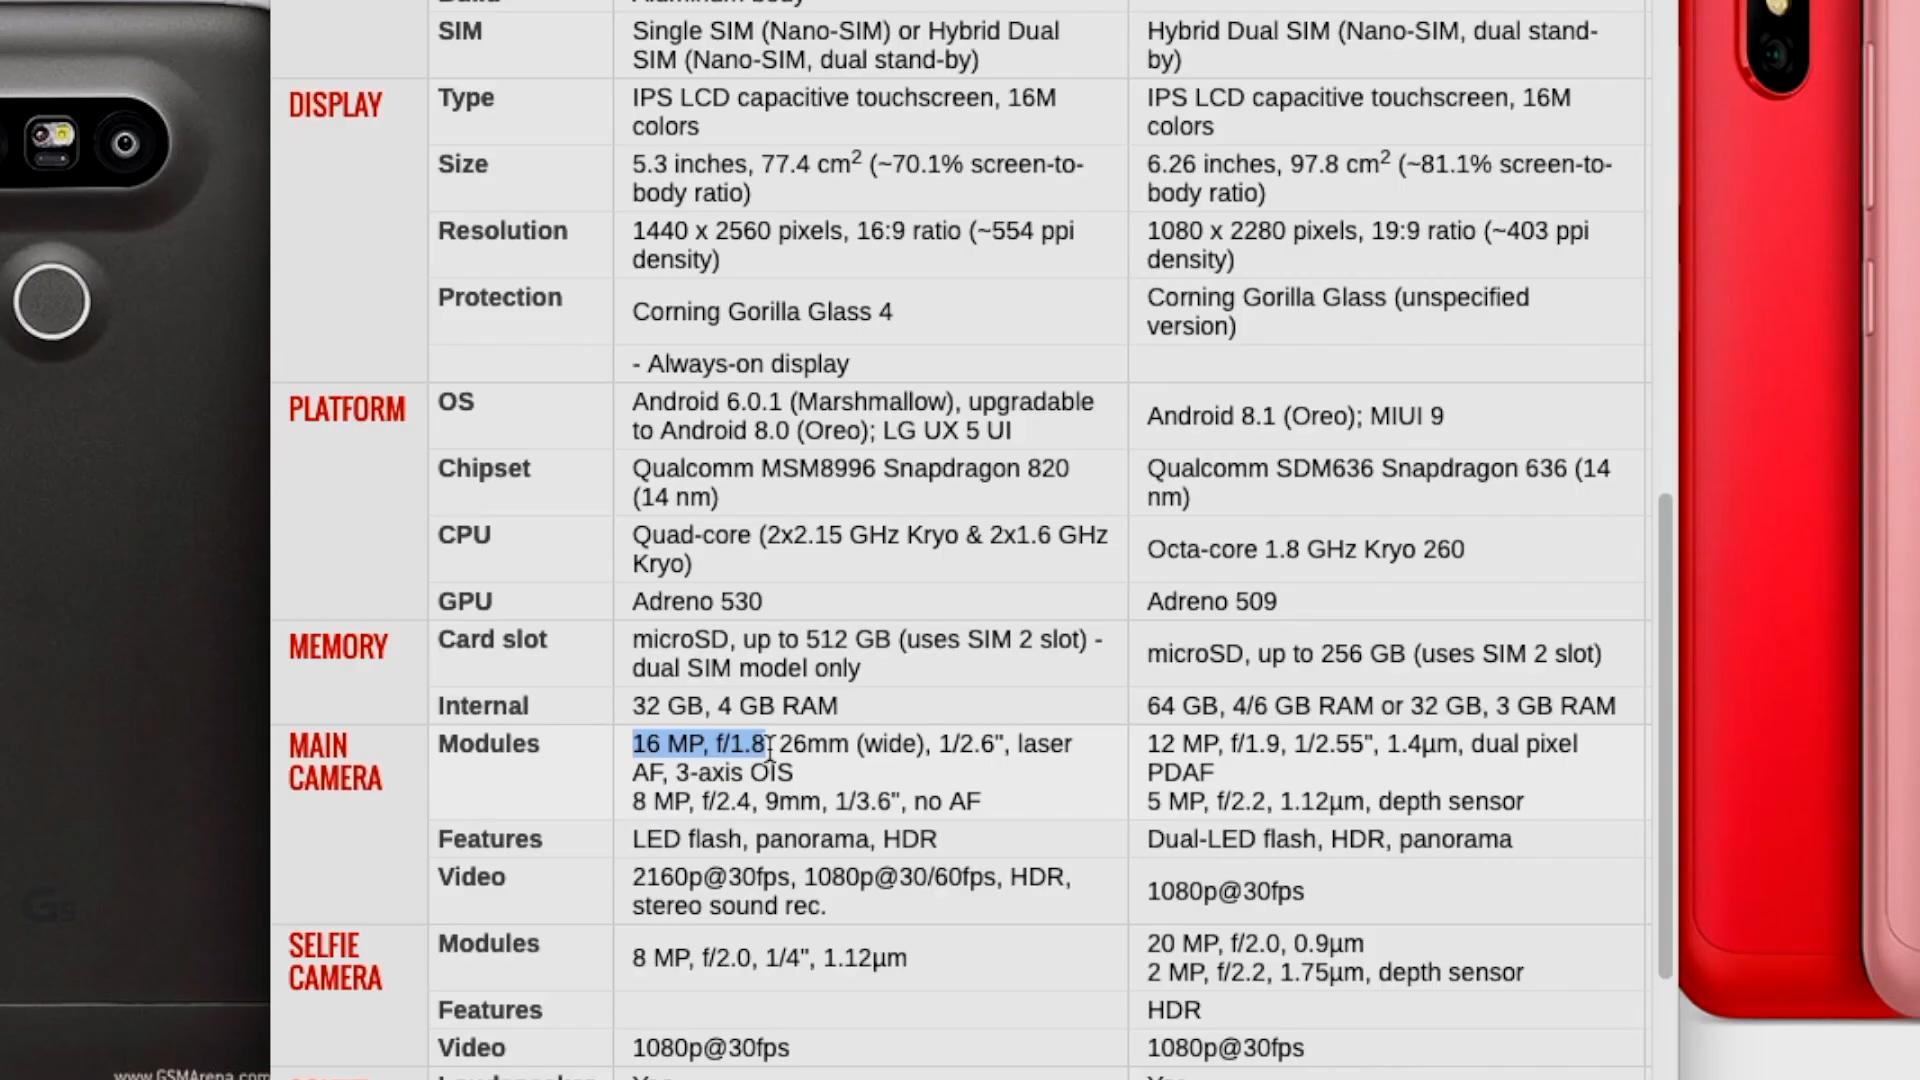 SIM
Single SIM (Nano-SIM) or Hybrid Dual
SIM (Nano-SIM, dual stand-by)
Hybrid Dual SIM (Nano-SIM, dual stand-
by)
DISPLAY
Type
IPS LCD capacitive touchscreen, 16M
colors
IPS LCD capacitive touchscreen, 16M
colors
Size
5.3 inches, 77.4 cm2 (~70.1% screen-to-
body ratio)
6.26 inches, 97.8 cm2 (~81.1% screen-to-
body ratio)
Resolution
1440 x 2560 pixels, 16:9 ratio (~554 ppi
density)
1080 x 2280 pixels, 19:9 ratio (~403 ppi
density)
Protection
Corning Gorilla Glass 4
Corning Gorilla Glass (unspecified
version)
- Always-on display
PLATFORM
OS
Android 6.0.1 (Marshmallow), upgradable
to Android 8.0 (Oreo); LG UX 5 UI
Android 8.1 (Oreo); MIUI 9
Chipset
Qualcomm MSM8996 Snapdragon 820
(14 nm)
Qualcomm SDM636 Snapdragon 636 (14
nm)
CPU
Quad-core (2x2.15 GHz Kryo & 2x1.6 GHz
Kryo)
Octa-core 1.8 GHz Kryo 260
GPU
Adreno 530
Adreno 509
MEMORY
Card slot
microSD, up to 512 GB (uses SIM 2 slot) -
dual SIM model only
microSD, up to 256 GB (uses SIM 2 slot)
Internal
32 GB, 4 GB RAM
64 GB, 4/6 GB RAM or 32 GB, 3 GB RAM
MAIN
CAMERA
Modules
16 MP, f/1.8, 26mm (wide), 1/2.6", laser
AF, 3-axis OIS
8 MP, f/2.4, 9mm, 1/3.6", no AF
12 MP, f/1.9, 1/2.55", 1.4µm, dual pixel
PDAF
5 MP, f/2.2, 1.12µm, depth sensor
Features
LED flash, panorama, HDR
Dual-LED flash, HDR, panorama
Video
2160p@30fps, 1080p@30/60fps, HDR,
stereo sound rec.
1080p@30fps
G5
SELFIE
CAMERA
Modules
8 MP, f/2.0, 1/4", 1.12µm
20 MP, f/2.0, 0.9µm
2 MP, f/2.2, 1.75µm, depth sensor
Features
HDR
Video
1080p@30fps
1080p@30fps
www.GSMArena.com